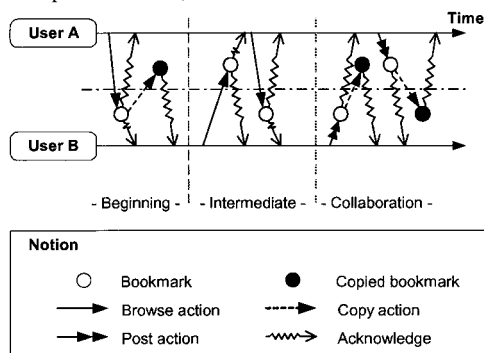 User A
Time
User B
- Beginning - - Intermediate - - Collaboration -
Notion
Bookmark Copied bookmark
Browse action Copy action
Post action Acknowledge